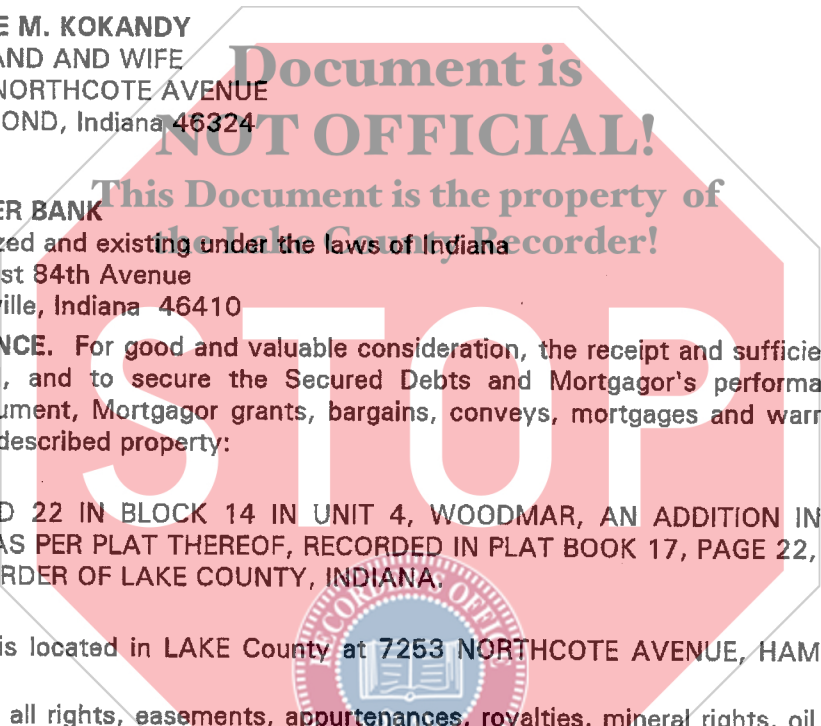 E M. KOKANDY
AND AND WIFE
NORTHCOTE AVENUE
OND, Indiana 46324
Document is
NOT OFFICIAL!
This Document is the property of
the Lake County Recorder!
ER BANK
zed and existing under the laws of Indiana
st 84th Avenue
ille, Indiana 46410
NCE. For good and valuable consideration, the receipt and sufficie
, and to secure the Secured Debts and Mortgagor's performa
ument, Mortgagor grants, bargains, conveys, mortgages and warr
described property:
STOP
D 22 IN BLOCK 14 IN UNIT 4, WOODMAR, AN ADDITION IN
AS PER PLAT THEREOF, RECORDED IN PLAT BOOK 17, PAGE 22,
RDER OF LAKE COUNTY, INDIANA.
is located in LAKE County at 7253 NORTHCOTE AVENUE, HAM
all rights, easements, appurtenances, royalties, mineral rights, oil